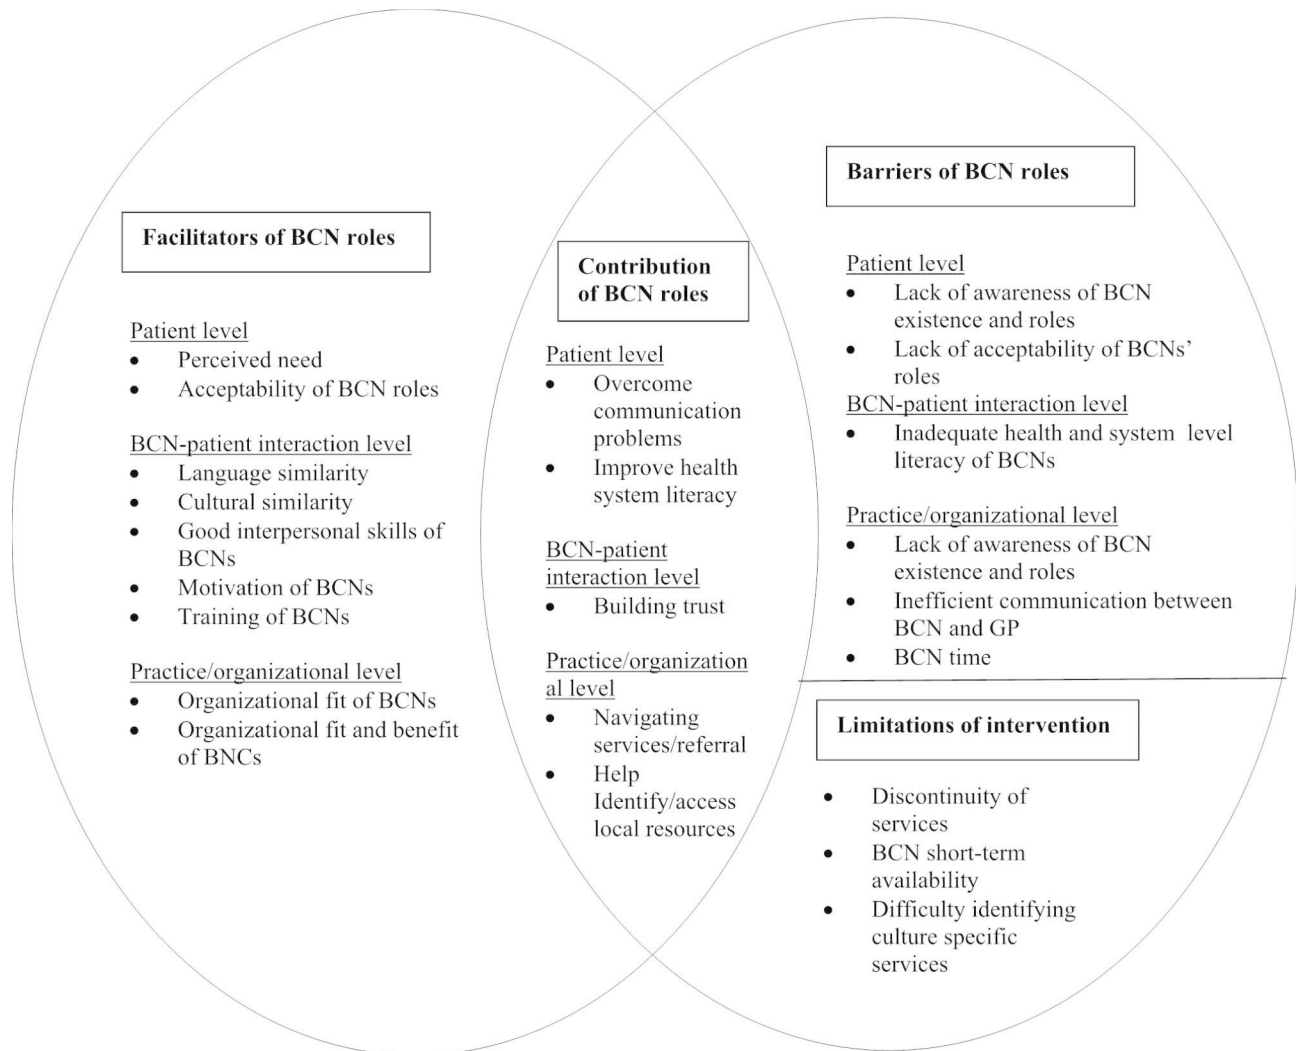 Facilitators of BCN roles
Patient level
• Perceived need
• Acceptability of BCN roles
BCN-patient interaction level
• Language similarity
• Cultural similarity
• Good interpersonal skills of
BCNs
• Motivation of BCNs
• Training of BCNs
Practice/organizational level
• Organizational fit of BCNs
• Organizational fit and benefit
of BNCs
Contribution
of BCN roles
Patient level
• Overcome
communication
problems
• Improve health
system literacy
BCN-patient
interaction level
• Building trust
Practice/organization
al level
• Navigating
services/referral
• Help
Identify/access
local resources
Barriers of BCN roles
Patient level
• Lack of awareness of BCN
existence and roles
• Lack of acceptability of BCNs’
roles
BCN-patient interaction level
• Inadequate health and system level
literacy of BCNs
Practice/organizational level
• Lack of awareness of BCN
existence and roles
• Inefficient communication between
BCN and GP
• BCN time
Limitations of intervention
• Discontinuity of
services
• BCN short-term
availability
• Difficulty identifying
culture specific
services